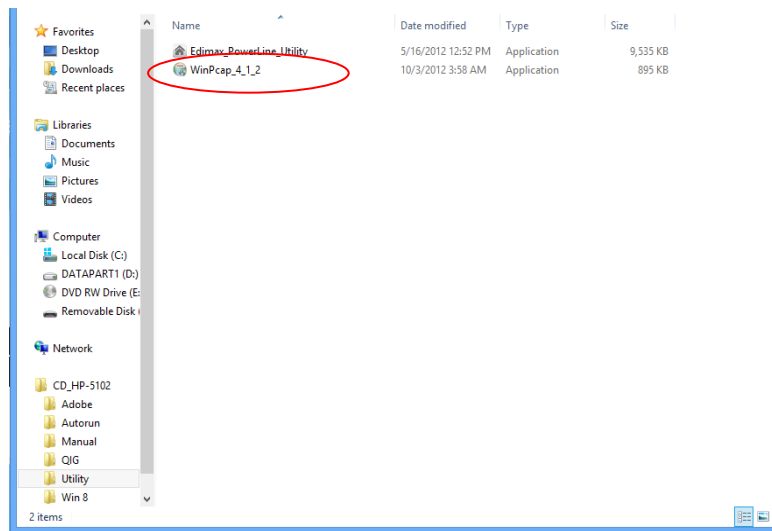 Favorites
Desktop
Downloads
Recent places
Libraries
Documents
Music
Pictures
Videos
Computer
Local Disk (C:)
DATAPART1 (D:)
DVD RW Drive (E:
Removable Disk
Network
CD_HP-5102
Adobe
Autorun
Manual
QIG
Utility
Win 8
Name Date modified Type Size
Edimax_PowerLine_Utility 5/16/2012 12:52 PM Application 9,535 KB
WinPcap_4_1_2 10/3/2012 3:58 AM Application 895 KB
2 items